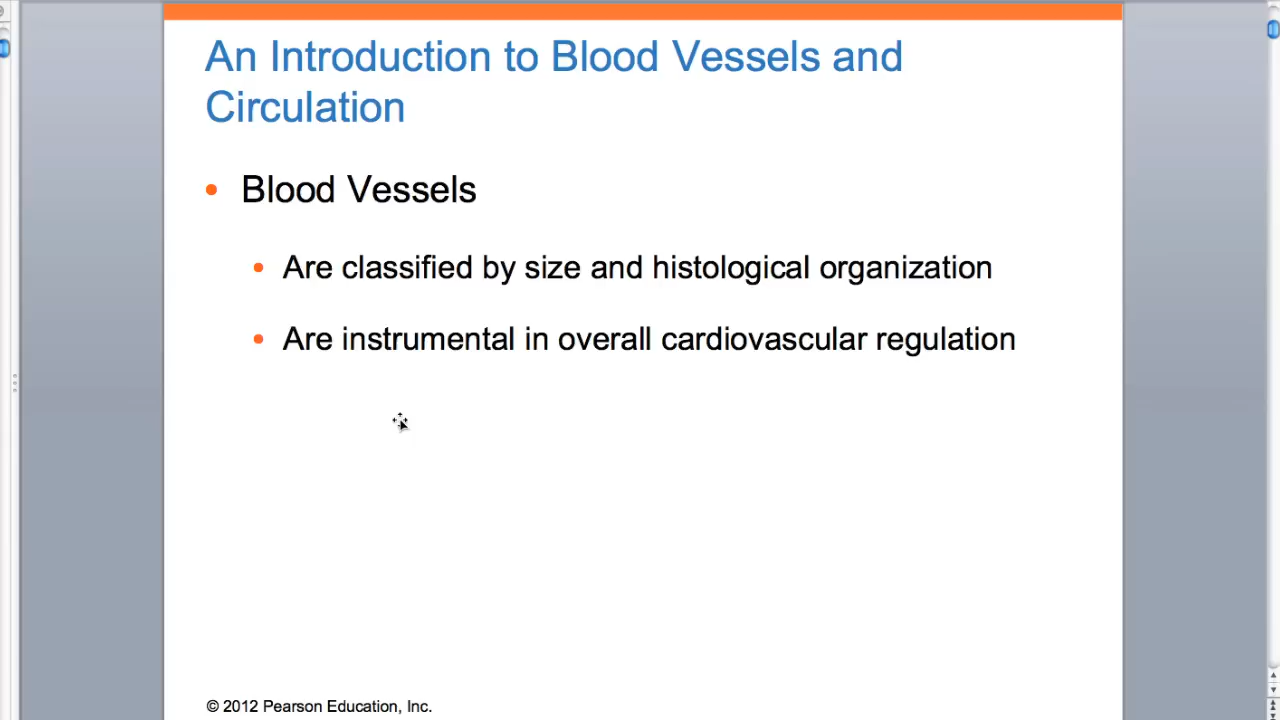 An Introduction to Blood Vessels and
Circulation
• Blood Vessels
• Are classified by size and histological organization
• Are instrumental in overall cardiovascular regulation
© 2012 Pearson Education, Inc.